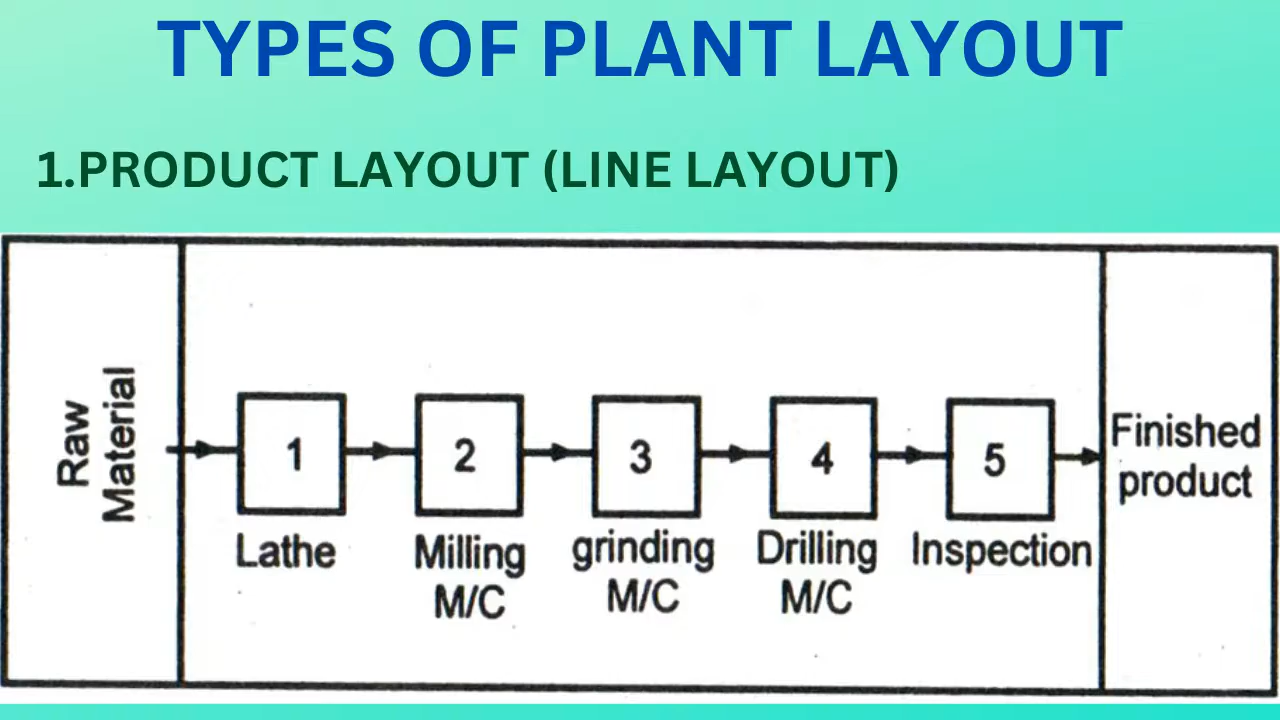 TYPES OF PLANT LAYOUT
1.PRODUCT LAYOUT (LINE LAYOUT)
Raw
Material
1
Lathe
2
Milling
M/C
3
grinding
M/C
4
Drilling
M/C
5
Inspection
Finished
product